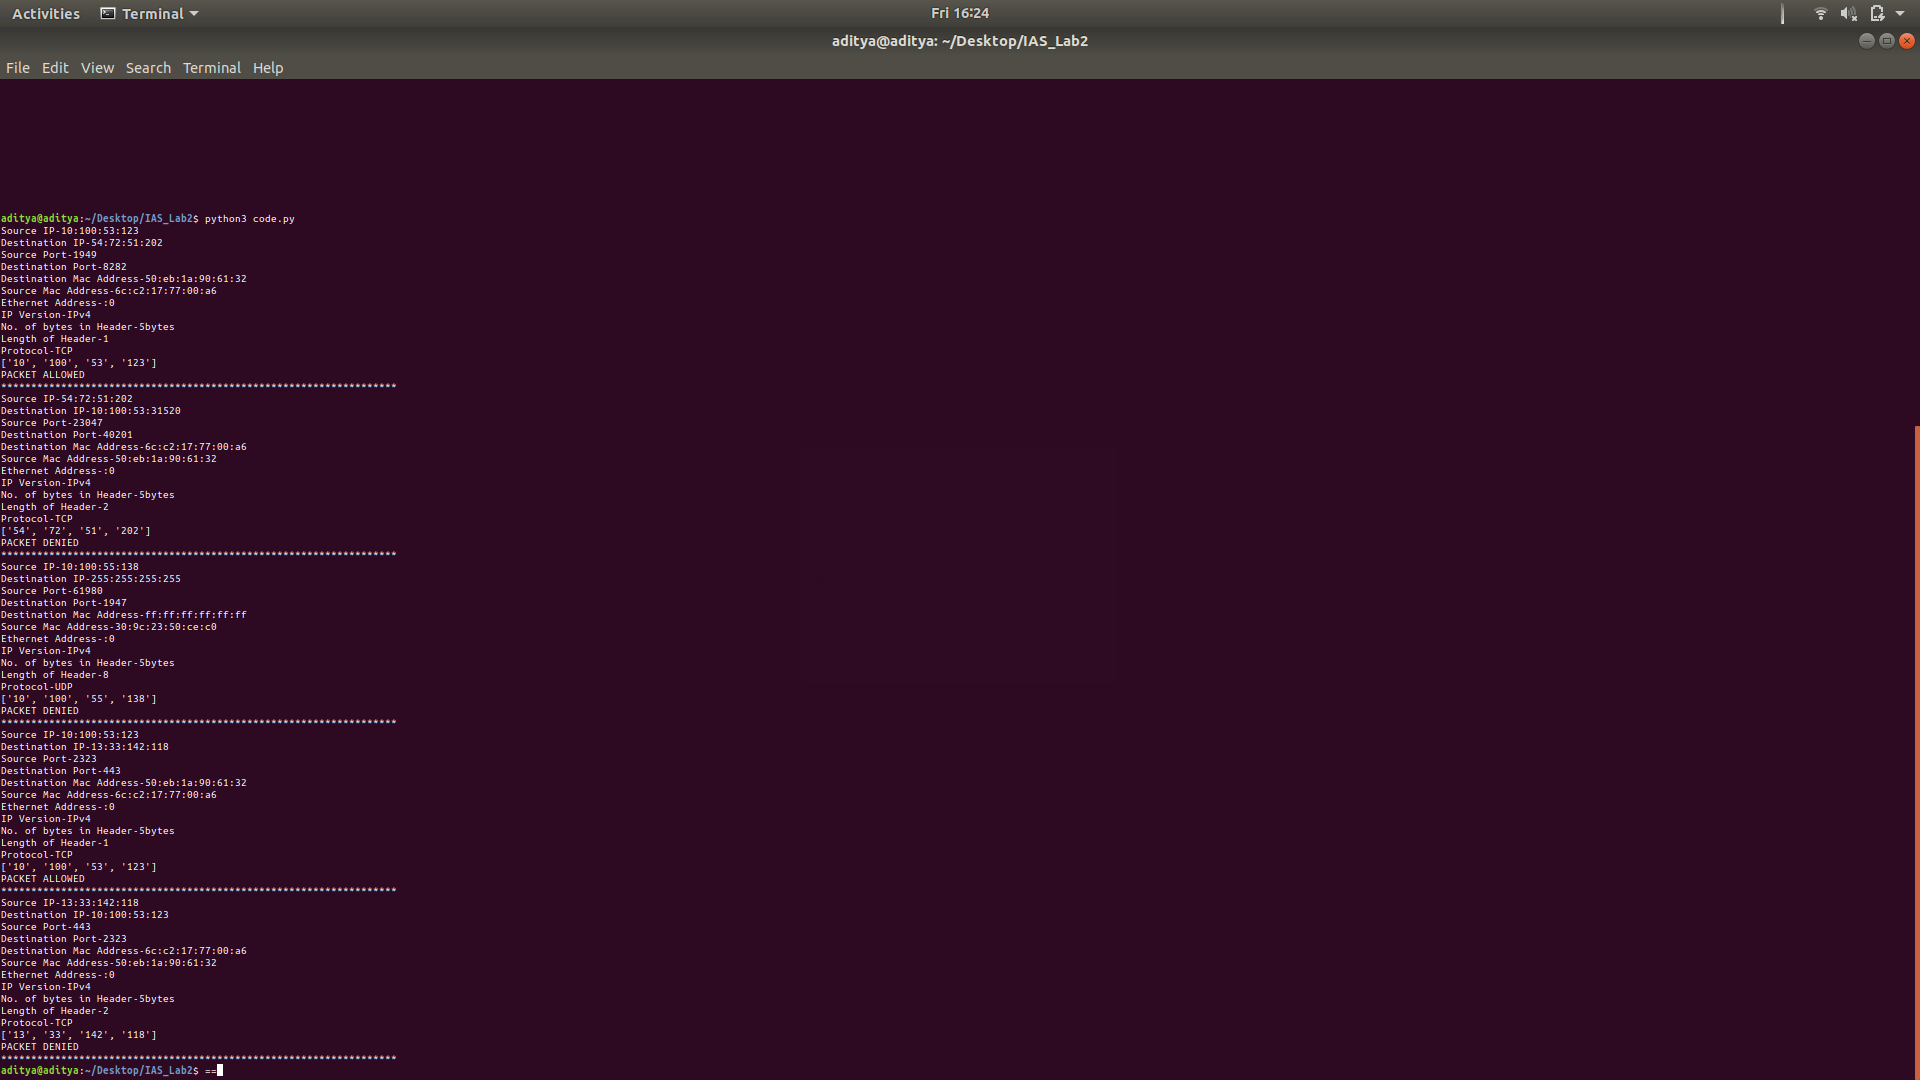 Activities Terminal Fri 16:24
aditya@aditya: ~/Desktop/IAS_Lab2
File Edit View Search Terminal Help
aditya@aditya:~/Desktop/IAS_Lab2$ python3 code.py
Source IP-10:100:53:123
Destination IP-54:72:51:202
Source Port-1949
Destination Port-8282
Destination Mac Address-50:eb:1a:90:61:32
Source Mac Address-6c:c2:17:77:00:a6
Ethernet Address-:0
IP Version-IPv4
No. of bytes in Header-5bytes
Length of Header-1
Protocol-TCP
['10', '100', '53', '123']
PACKET ALLOWED
******************************************************************
Source IP-54:72:51:202
Destination IP-10:100:53:31520
Source Port-23047
Destination Port-40201
Destination Mac Address-6c:c2:17:77:00:a6
Source Mac Address-50:eb:1a:90:61:32
Ethernet Address-:0
IP Version-IPv4
No. of bytes in Header-5bytes
Length of Header-2
Protocol-TCP
['54', '72', '51', '202']
PACKET DENIED
******************************************************************
Source IP-10:100:55:138
Destination IP-255:255:255:255
Source Port-61980
Destination Port-1947
Destination Mac Address-ff:ff:ff:ff:ff:ff
Source Mac Address-30:9c:23:50:ce:c0
Ethernet Address-:0
IP Version-IPv4
No. of bytes in Header-5bytes
Length of Header-8
Protocol-UDP
['10', '100', '55', '138']
PACKET DENIED
******************************************************************
Source IP-10:100:53:123
Destination IP-13:33:142:118
Source Port-2323
Destination Port-443
Destination Mac Address-50:eb:1a:90:61:32
Source Mac Address-6c:c2:17:77:00:a6
Ethernet Address-:0
IP Version-IPv4
No. of bytes in Header-5bytes
Length of Header-1
Protocol-TCP
['10', '100', '53', '123']
PACKET ALLOWED
******************************************************************
Source IP-13:33:142:118
Destination IP-10:100:53:123
Source Port-443
Destination Port-2323
Destination Mac Address-6c:c2:17:77:00:a6
Source Mac Address-50:eb:1a:90:61:32
Ethernet Address-:0
IP Version-IPv4
No. of bytes in Header-5bytes
Length of Header-2
Protocol-TCP
['13', '33', '142', '118']
PACKET DENIED
******************************************************************
aditya@aditya:~/Desktop/IAS_Lab2$ ==